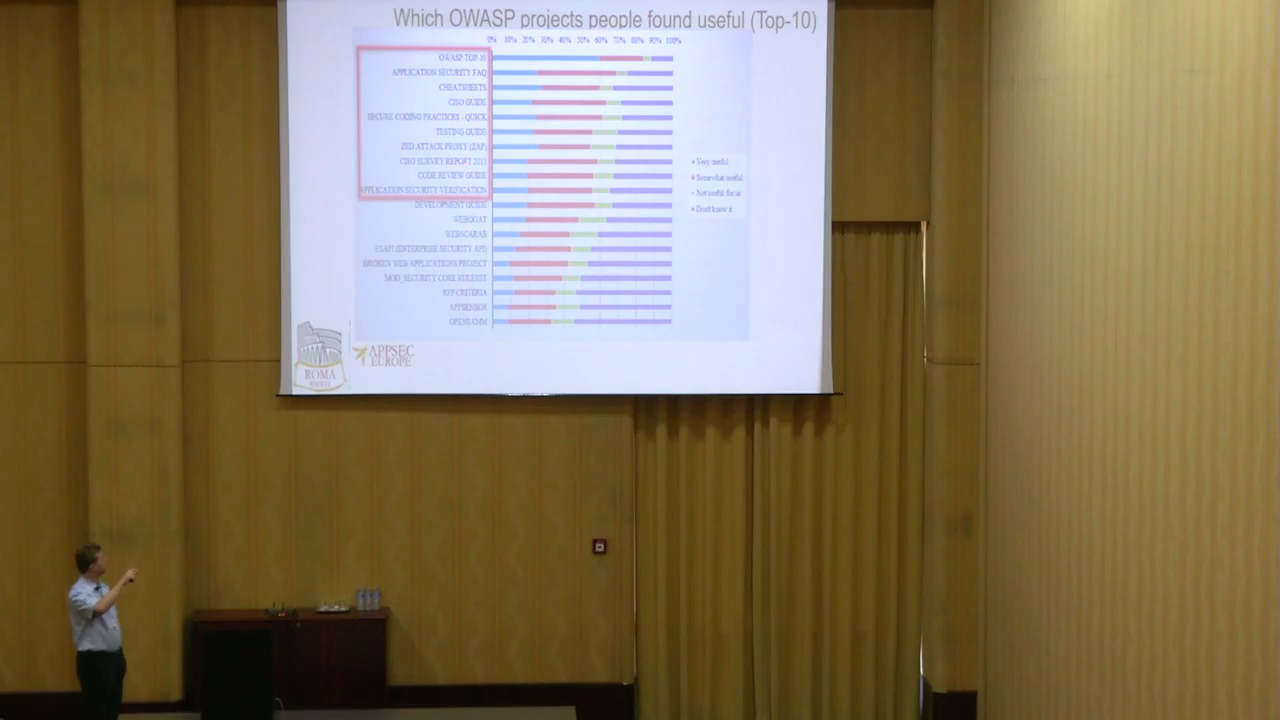 Which OWASP projects people found useful (Top-10)
0% 10% 20% 30% 40% 50% 60% 70% 80% 90% 100%
OWASP TOP-10
APPLICATION SECURITY FAQ
CHEATSHEETS
CISO GUIDE
SECURE CODING PRACTICES - QUICK
TESTING GUIDE
ZED ATTACK PROXY (ZAP)
CISO SURVEY REPORT 2013
CODE REVIEW GUIDE
APPLICATION SECURITY VERIFICATION
DEVELOPMENT GUIDE
WEBGOAT
WEBSCARAB
ESAPI (ENTERPRISE SECURITY API)
BROKEN WEB APPLICATIONS PROJECT
MOD_SECURITY CORE RULESET
RFP CRITERIA
APPSENSOR
OPENSAMM
Very useful
Somewhat useful
Not useful for us
Don't know it
ROMA
APPSEC
EUROPE